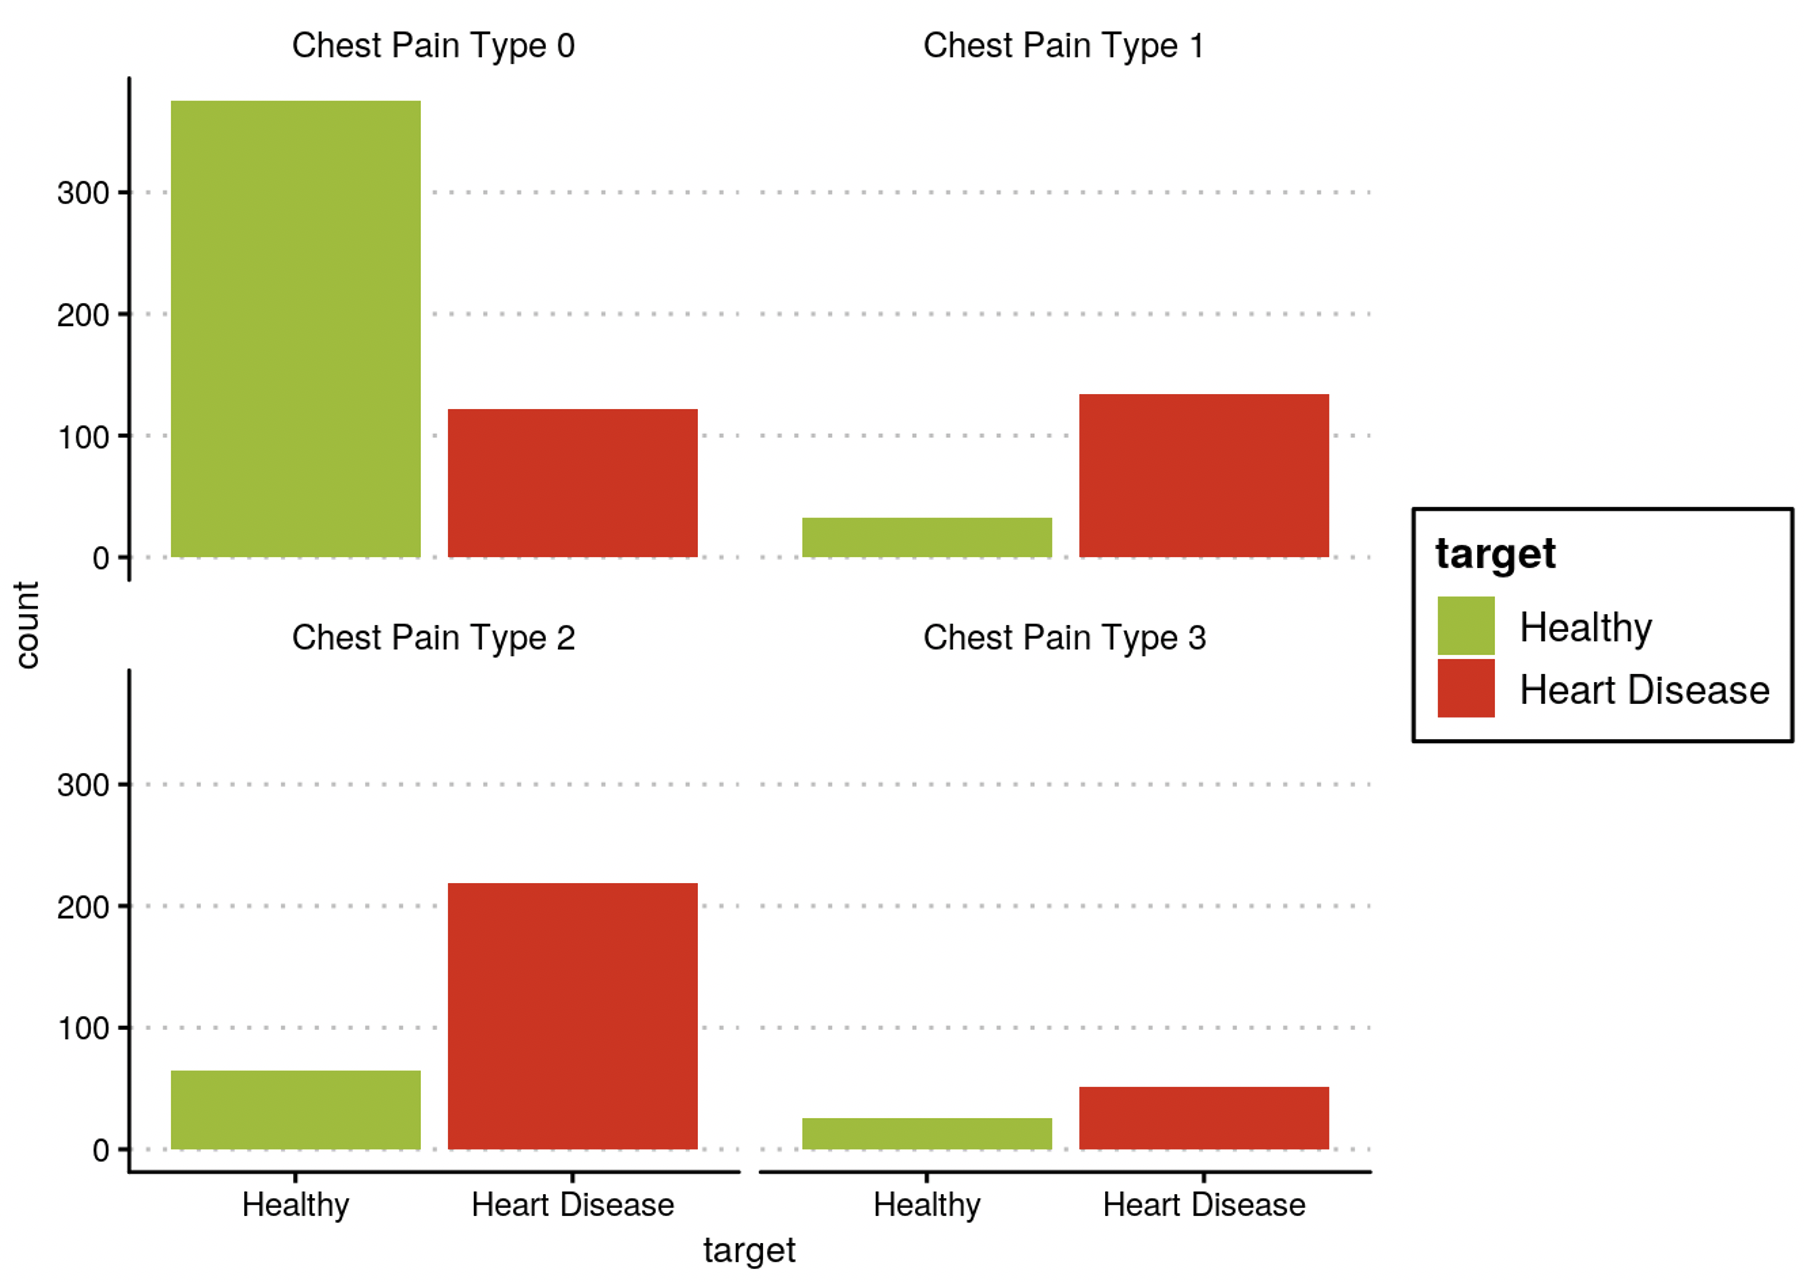 Chest Pain Type 0
Chest Pain Type 1
300
200
100
0
count
Chest Pain Type 2
Chest Pain Type 3
300
200
100
0
Healthy
Heart Disease
Healthy
Heart Disease
target
target
Healthy
Heart Disease